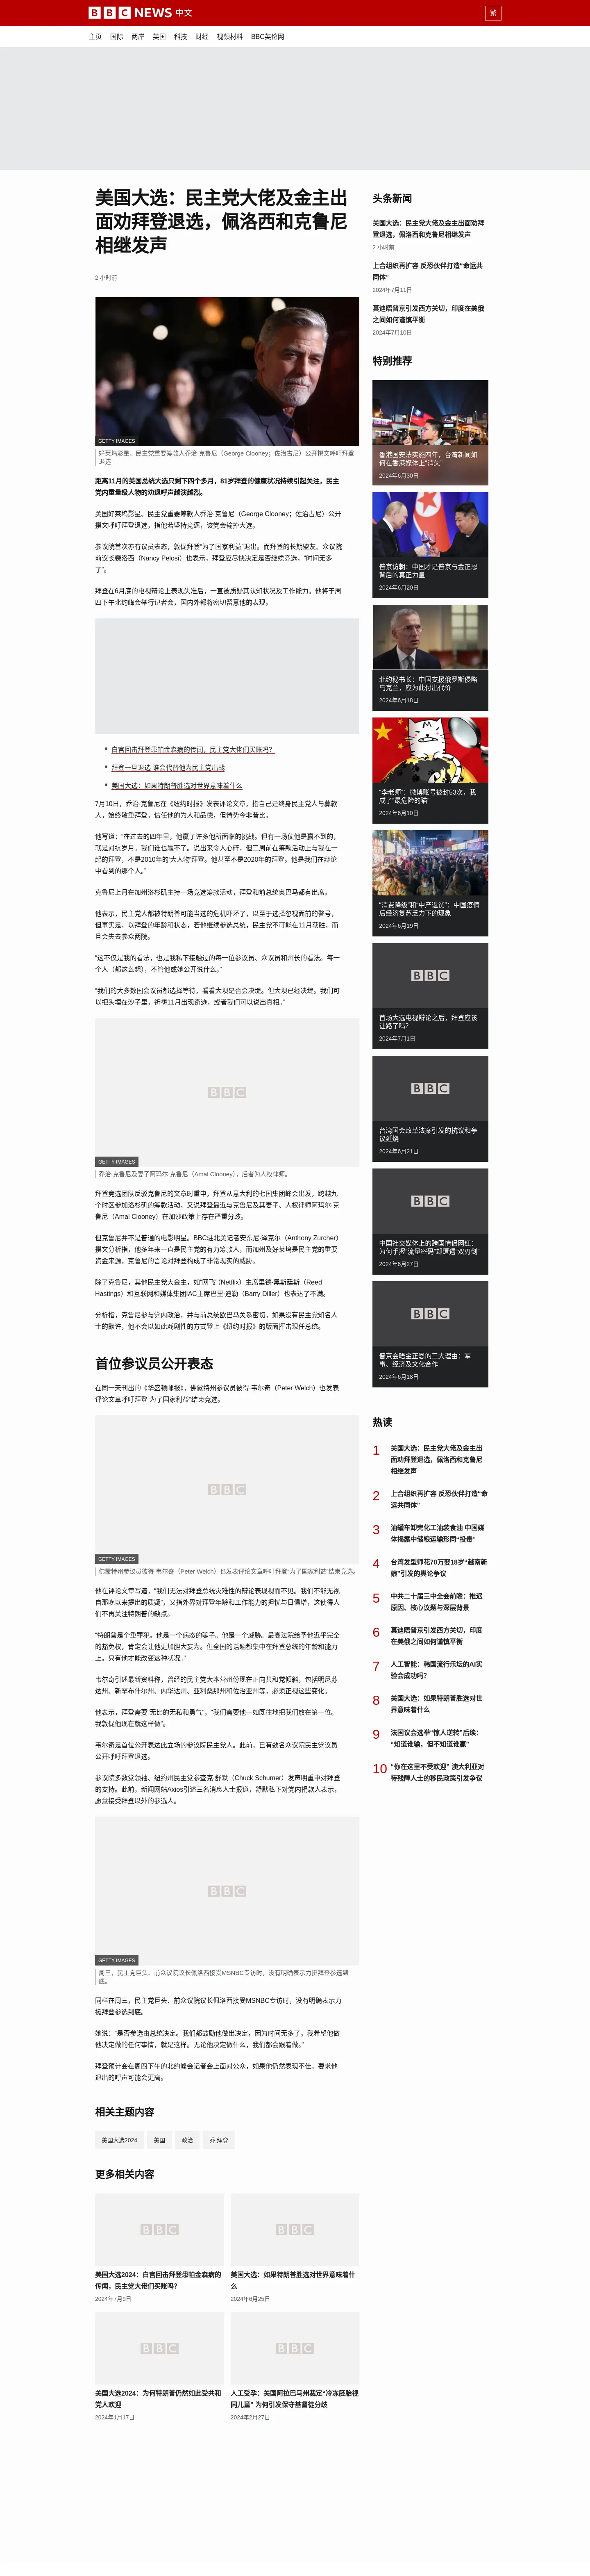 BBC NEWS 中文
繁
主页 国际 两岸 英国 科技 财经 视频材料 BBC英伦网
美国大选：民主党大佬及金主出
面劝拜登退选，佩洛西和克鲁尼
相继发声
2 小时前
GETTY IMAGES
好莱坞影星、民主党重要筹款人乔治·克鲁尼（George Clooney；佐治古尼）公开撰文呼吁拜登
退选
距离11月的美国总统大选只剩下四个多月，81岁拜登的健康状况持续引起关注，民主
党内重量级人物的劝退呼声越演越烈。
美国好莱坞影星、民主党重要筹款人乔治·克鲁尼（George Clooney；佐治古尼）公开
撰文呼吁拜登退选，指他若坚持竞逐，该党会输掉大选。
参议院首次亦有议员表态，敦促拜登“为了国家利益”退出。而拜登的长期盟友、众议院
前议长裴洛西（Nancy Pelosi）也表示，拜登应尽快决定是否继续竞选，“时间无多
了”。
拜登在6月底的电视辩论上表现失准后，一直被质疑其认知状况及工作能力。他将于周
四下午北约峰会举行记者会，国内外都将密切留意他的表现。
白宫回击拜登患帕金森病的传闻，民主党大佬们买账吗？
拜登一旦退选 谁会代替他为民主党出战
美国大选：如果特朗普胜选对世界意味着什么
7月10日，乔治·克鲁尼在《纽约时报》发表评论文章，指自己是终身民主党人与募款
人，始终敬重拜登，信任他的为人和品德，但情势今非昔比。
他写道：“在过去的四年里，他赢了许多他所面临的挑战。但有一场仗他是赢不到的，
就是对抗岁月。我们谁也赢不了。说出来令人心碎，但三周前在筹款活动上与我在一
起的拜登，不是2010年的‘大人物’拜登。他甚至不是2020年的拜登。他是我们在辩论
中看到的那个人。”
克鲁尼上月在加州洛杉矶主持一场竞选筹款活动，拜登和前总统奥巴马都有出席。
他表示，民主党人都被特朗普可能当选的危机吓坏了，以至于选择忽视面前的警号，
但事实是，以拜登的年龄和状态，若他继续参选总统，民主党不可能在11月获胜，而
且会失去参众两院。
“这不仅是我的看法，也是我私下接触过的每一位参议员、众议员和州长的看法。每一
个人（都这么想），不管他或她公开说什么。”
“我们的大多数国会议员都选择等待，看看大坝是否会决堤。但大坝已经决堤。我们可
以把头埋在沙子里，祈祷11月出现奇迹，或者我们可以说出真相。”
BBC
GETTY IMAGES
乔治·克鲁尼及妻子阿玛尔·克鲁尼（Amal Clooney），后者为人权律师。
拜登竞选团队反驳克鲁尼的文章时重申，拜登从意大利的七国集团峰会出发，跨越九
个时区参加洛杉矶的筹款活动，又说拜登最近与克鲁尼及其妻子、人权律师阿玛尔·克
鲁尼（Amal Clooney）在加沙政策上存在严重分歧。
但克鲁尼并不是普通的电影明星。BBC驻北美记者安东尼·泽克尔（Anthony Zurcher）
撰文分析指，他多年来一直是民主党的有力筹款人，而加州及好莱坞是民主党的重要
资金来源，克鲁尼的言论对拜登构成了非常现实的威胁。
除了克鲁尼，其他民主党大金主，如“网飞”（Netflix）主席里德·黑斯廷斯（Reed
Hastings）和互联网和媒体集团IAC主席巴里·迪勒（Barry Diller）也表达了不满。
分析指，克鲁尼参与党内政治，并与前总统欧巴马关系密切，如果没有民主党知名人
士的默许，他不会以如此戏剧性的方式登上《纽约时报》的版面抨击现任总统。
首位参议员公开表态
在同一天刊出的《华盛顿邮报》，佛蒙特州参议员彼得·韦尔奇（Peter Welch）也发表
评论文章呼吁拜登“为了国家利益”结束竞选。
BBC
GETTY IMAGES
佛蒙特州参议员彼得·韦尔奇（Peter Welch）也发表评论文章呼吁拜登“为了国家利益”结束竞选。
他在评论文章写道，“我们无法对拜登总统灾难性的辩论表现视而不见。我们不能无视
自那晚以来提出的质疑”，又指外界对拜登年龄和工作能力的担忧与日俱增，这使得人
们不再关注特朗普的缺点。
“特朗普是个重罪犯。他是一个病态的骗子。他是一个威胁。最高法院给予他近乎完全
的豁免权，肯定会让他更加胆大妄为。但全国的话题都集中在拜登总统的年龄和能力
上。只有他才能改变这种状况。”
韦尔奇引述最新资料称，曾经的民主党大本营州份现在正向共和党倾斜，包括明尼苏
达州、新罕布什尔州、内华达州、亚利桑那州和佐治亚州等，必须正视这些变化。
他表示，拜登需要“无比的无私和勇气”，“我们需要他一如既往地把我们放在第一位。
我敦促他现在就这样做”。
韦尔奇是首位公开表达此立场的参议院民主党人。此前，已有数名众议院民主党议员
公开呼吁拜登退选。
参议院多数党领袖、纽约州民主党参查克·舒默（Chuck Schumer）发声明重申对拜登
的支持。此前，新闻网站Axios引述三名消息人士报道，舒默私下对党内捐款人表示，
愿意接受拜登以外的参选人。
BBC
GETTY IMAGES
周三，民主党巨头、前众议院议长佩洛西接受MSNBC专访时，没有明确表示力挺拜登参选到
底。
同样在周三，民主党巨头、前众议院议长佩洛西接受MSNBC专访时，没有明确表示力
挺拜登参选到底。
她说：“是否参选由总统决定。我们都鼓励他做出决定，因为时间无多了。我希望他做
他决定做的任何事情，就是这样。无论他决定做什么，我们都会跟着做。”
拜登预计会在周四下午的北约峰会记者会上面对公众，如果他仍然表现不佳，要求他
退出的呼声可能会更高。
相关主题内容
美国大选2024 美国 政治 乔·拜登
更多相关内容
BBC
美国大选2024：白宫回击拜登患帕金森病的
传闻，民主党大佬们买账吗？
2024年7月9日
BBC
美国大选：如果特朗普胜选对世界意味着什
么
2024年6月25日
BBC
美国大选2024：为何特朗普仍然如此受共和
党人欢迎
2024年1月17日
BBC
人工受孕：美国阿拉巴马州裁定“冷冻胚胎视
同儿童” 为何引发保守基督徒分歧
2024年2月27日
头条新闻
美国大选：民主党大佬及金主出面劝拜
登退选，佩洛西和克鲁尼相继发声
2 小时前
上合组织再扩容 反恐伙伴打造“命运共
同体”
2024年7月11日
莫迪晤普京引发西方关切，印度在美俄
之间如何谨慎平衡
2024年7月10日
特别推荐
香港国安法实施四年，台湾新闻如
何在香港媒体上“消失”
2024年6月30日
普京访朝：中国才是普京与金正恩
背后的真正力量
2024年6月20日
北约秘书长：中国支援俄罗斯侵略
乌克兰，应为此付出代价
2024年6月18日
“李老师”：微博账号被封53次，我
成了“最危险的猫”
2024年6月10日
“消费降级”和“中产返贫”：中国疫情
后经济复苏乏力下的现象
2024年6月19日
BBC
首场大选电视辩论之后，拜登应该
让路了吗？
2024年7月1日
BBC
台湾国会改革法案引发的抗议和争
议延烧
2024年6月21日
BBC
中国社交媒体上的跨国情侣网红：
为何手握“流量密码”却遭遇“双刃剑”
2024年6月27日
BBC
普京会晤金正恩的三大理由：军
事、经济及文化合作
2024年6月18日
热读
1 美国大选：民主党大佬及金主出
面劝拜登退选，佩洛西和克鲁尼
相继发声
2 上合组织再扩容 反恐伙伴打造“命
运共同体”
3 油罐车卸完化工油装食油 中国媒
体揭露中储粮运输形同“投毒”
4 台湾发型师花70万娶18岁“越南新
娘”引发的舆论争议
5 中共二十届三中全会前瞻：推迟
原因、核心议题与深层背景
6 莫迪晤普京引发西方关切，印度
在美俄之间如何谨慎平衡
7 人工智能：韩国流行乐坛的AI实
验会成功吗？
8 美国大选：如果特朗普胜选对世
界意味着什么
9 法国议会选举“惊人逆转”后续：
“知道谁输，但不知道谁赢”
10 “你在这里不受欢迎” 澳大利亚对
待残障人士的移民政策引发争议